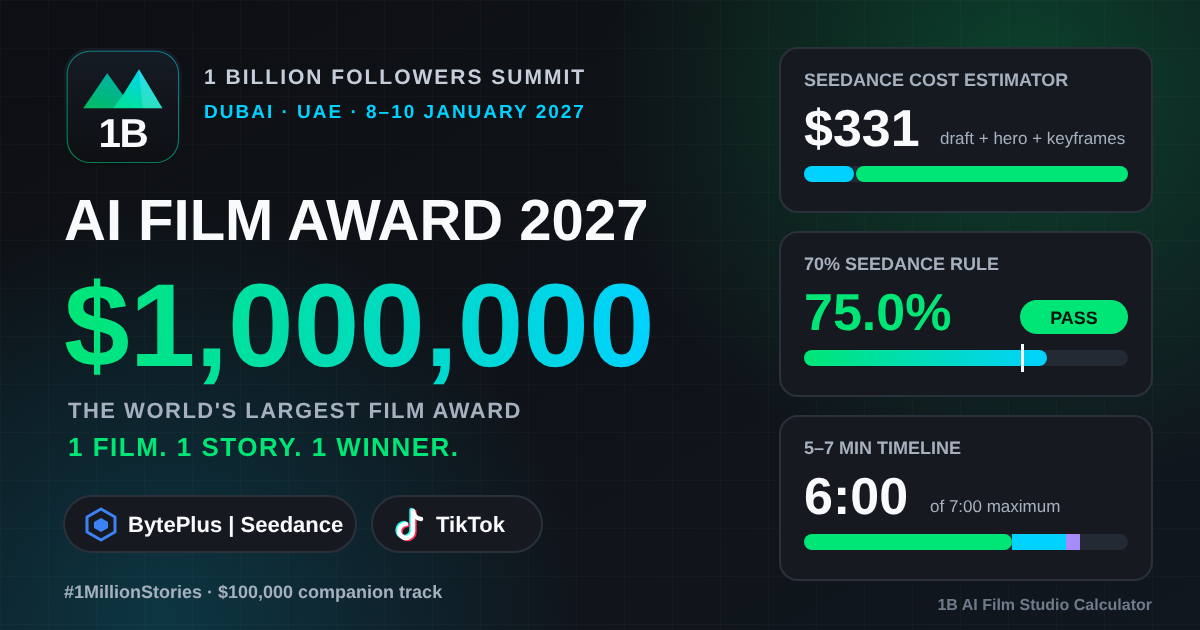 1B
1 BILLION FOLLOWERS SUMMIT
DUBAI · UAE · 8–10 JANUARY 2027
AI FILM AWARD 2027
$1,000,000
THE WORLD'S LARGEST FILM AWARD
1 FILM. 1 STORY. 1 WINNER.
BytePlus | Seedance
TikTok
#1MillionStories · $100,000 companion track
SEEDANCE COST ESTIMATOR
$331 draft + hero + keyframes
70% SEEDANCE RULE
75.0% PASS
5–7 MIN TIMELINE
6:00 of 7:00 maximum
1B AI Film Studio Calculator